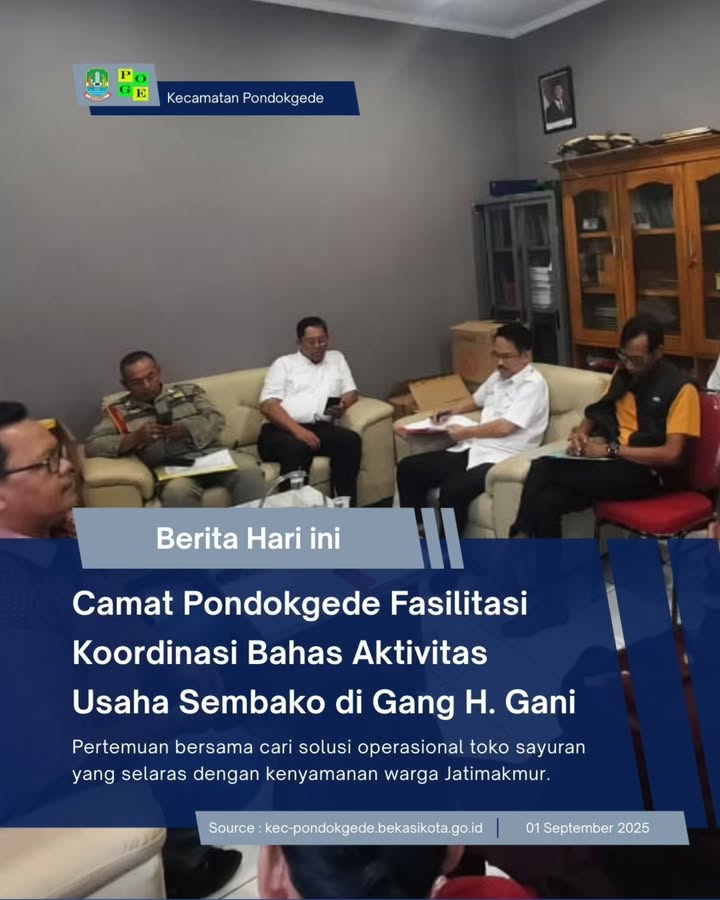 P O
G E
Kecamatan Pondokgede
Berita Hari ini
Camat Pondokgede Fasilitasi
Koordinasi Bahas Aktivitas
Usaha Sembako di Gang H. Gani
Pertemuan bersama cari solusi operasional toko sayuran
yang selaras dengan kenyamanan warga Jatimakmur.
Source : kec-pondokgede.bekasikota.go.id | 01 September 2025